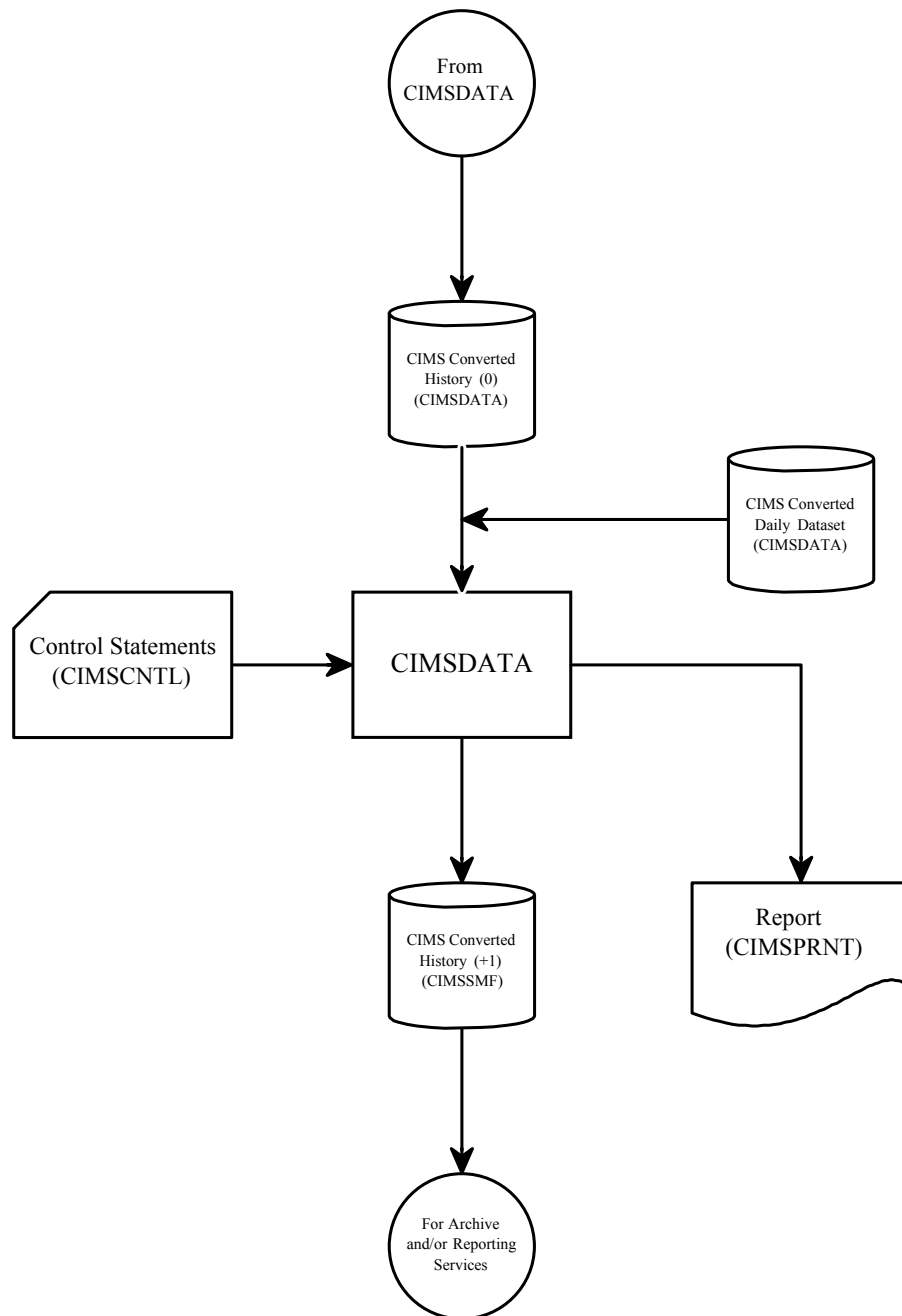 From
CIMSDATA
CIMS Converted
History (0)
(CIMSDATA)
CIMS Converted
Daily Dataset
(CIMSDATA)
Control Statements
(CIMSCNTL)
CIMSDATA
CIMS Converted
History (+1)
(CIMSSMF)
Report
(CIMSPRNT)
For Archive
and/or Reporting
Services